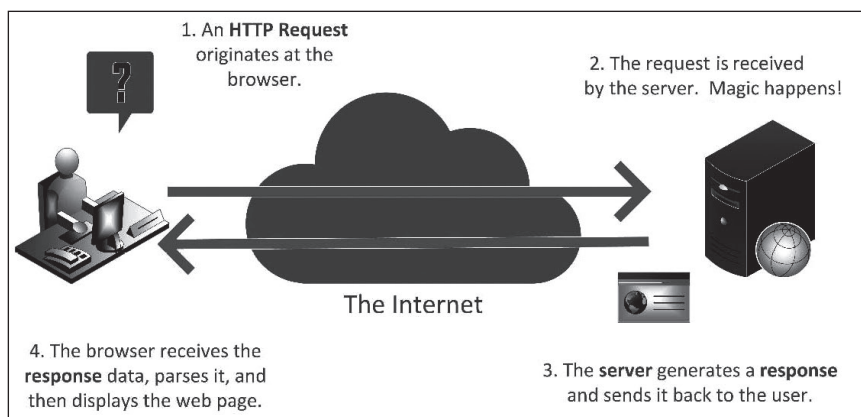 1. An HTTP Request
originates at the
browser.
2. The request is received
by the server. Magic happens!
?
The Internet
4. The browser receives the
response data, parses it, and
then displays the web page.
3. The server generates a response
and sends it back to the user.